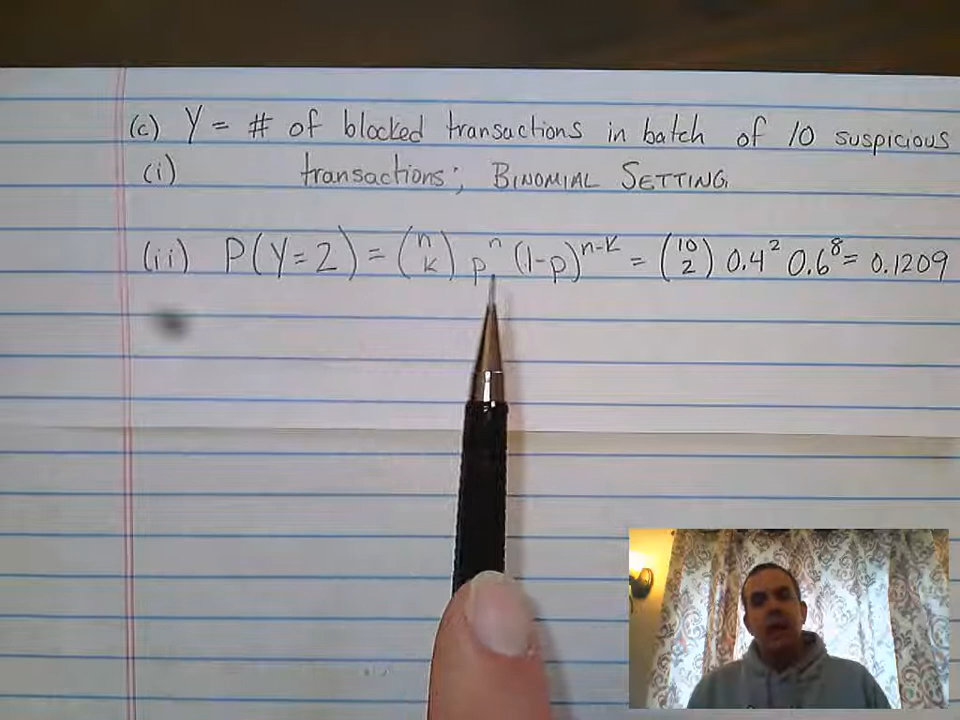 (c) Y = # of blocked transactions in batch of 10 suspicious
(i) transactions; BINOMIAL SETTING.
(ii) P(Y=2) = (n k) p^n (1-p)^n-k = (10 2) 0.4^2 0.6^8 = 0.1209